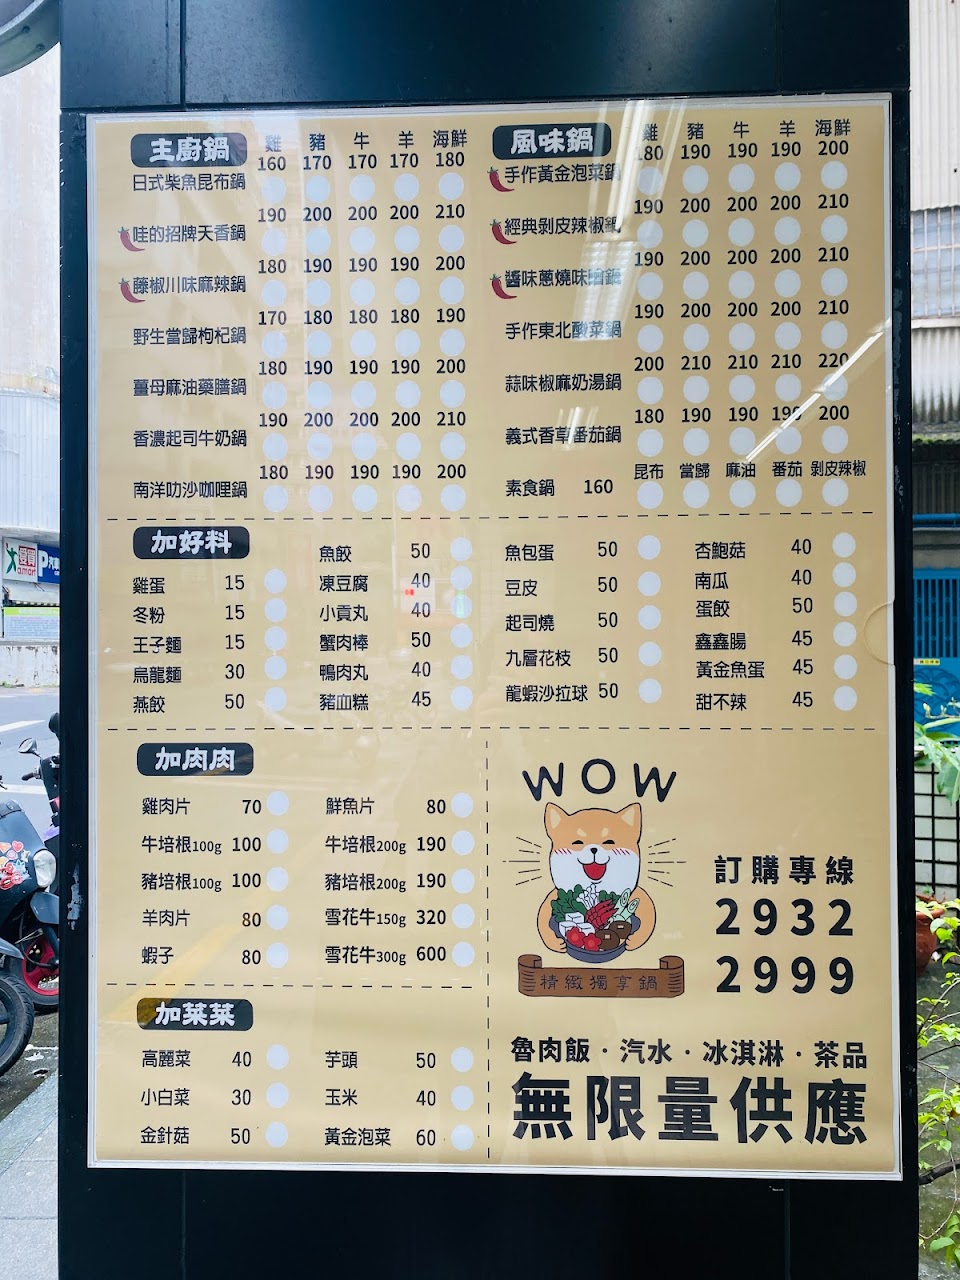 主廚鍋 雞 豬 牛 羊 海鮮
日式柴魚昆布鍋 160 170 170 170 180
哇的招牌天香鍋 190 200 200 200 210
藤椒川味麻辣鍋 180 190 190 190 200
野生當歸枸杞鍋 170 180 180 180 190
薑母麻油藥膳鍋 180 190 190 190 200
香濃起司牛奶鍋 190 200 200 200 210
南洋叻沙咖哩鍋 180 190 190 190 200
風味鍋 雞 豬 牛 羊 海鮮
手作黃金泡菜鍋 180 190 190 190 200
經典剝皮辣椒鍋 190 200 200 200 210
醬味蔥燒味噌鍋 190 200 200 200 210
手作東北酸菜鍋 190 200 200 200 210
蒜味椒麻奶湯鍋 200 210 210 210 220
義式香草番茄鍋 180 190 190 190 200
素食鍋 160 昆布 當歸 麻油 番茄 剝皮辣椒
加好料
雞蛋 15
冬粉 15
王子麵 15
烏龍麵 30
燕餃 50
魚餃 50
凍豆腐 40
小貢丸 40
蟹肉棒 50
鴨肉丸 40
豬血糕 45
魚包蛋 50
豆皮 50
起司燒 50
九層花枝 50
龍蝦沙拉球 50
杏鮑菇 40
南瓜 40
蛋餃 50
鑫鑫腸 45
黃金魚蛋 45
甜不辣 45
加肉肉
雞肉片 70
牛培根100g 100
豬培根100g 100
羊肉片 80
蝦子 80
鮮魚片 80
牛培根200g 190
豬培根200g 190
雪花牛150g 320
雪花牛300g 600
加菜菜
高麗菜 40
小白菜 30
金針菇 50
芋頭 50
玉米 40
黃金泡菜 60
WOW
精緻獨享鍋
訂購專線
2932
2999
魯肉飯·汽水·冰淇淋·茶品
無限量供應